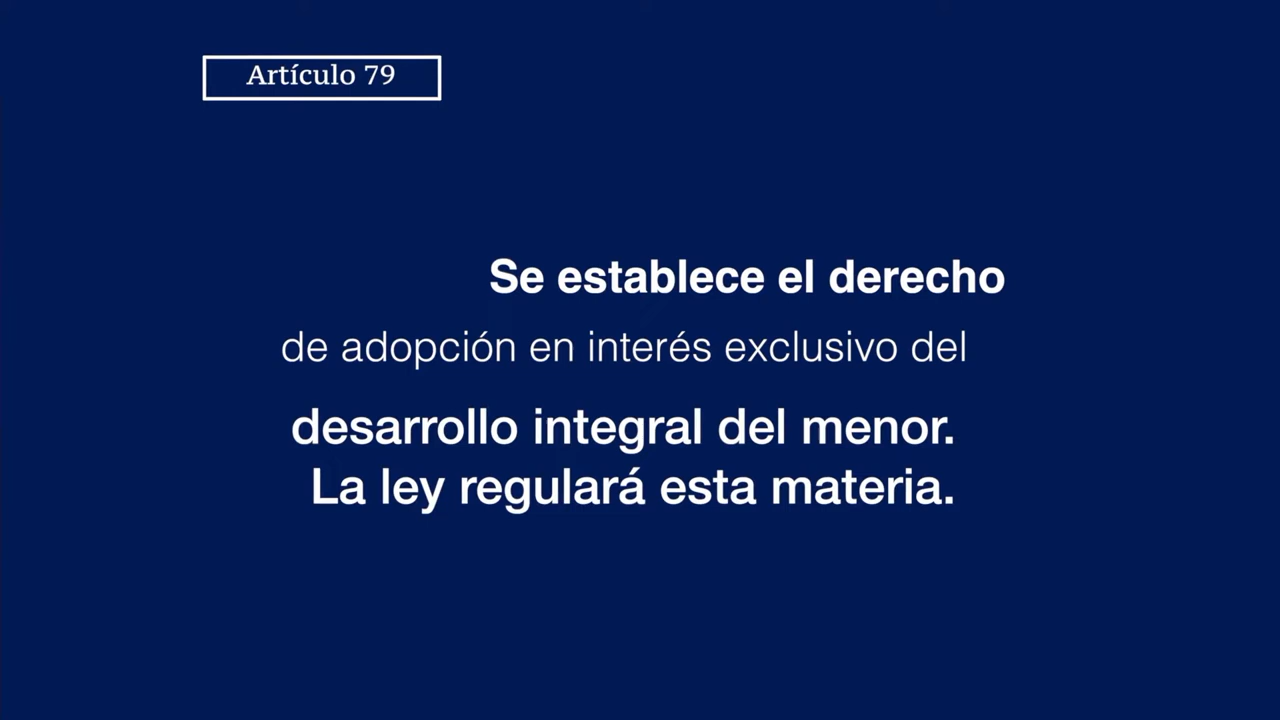 Artículo 79
Se establece el derecho
de adopción en interés exclusivo del
desarrollo integral del menor.
La ley regulará esta materia.